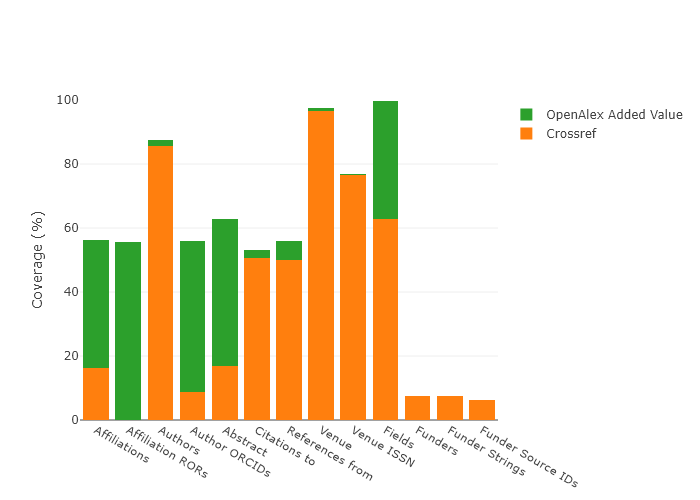 100
80
60
40
20
0
Coverage (%)
OpenAlex Added Value
Crossref
Affiliations
Affiliation RORs
Authors
Author ORCIDs
Abstract
Citations to
References from
Venue
Venue ISSN
Fields
Funders
Funder Strings
Funder Source IDs